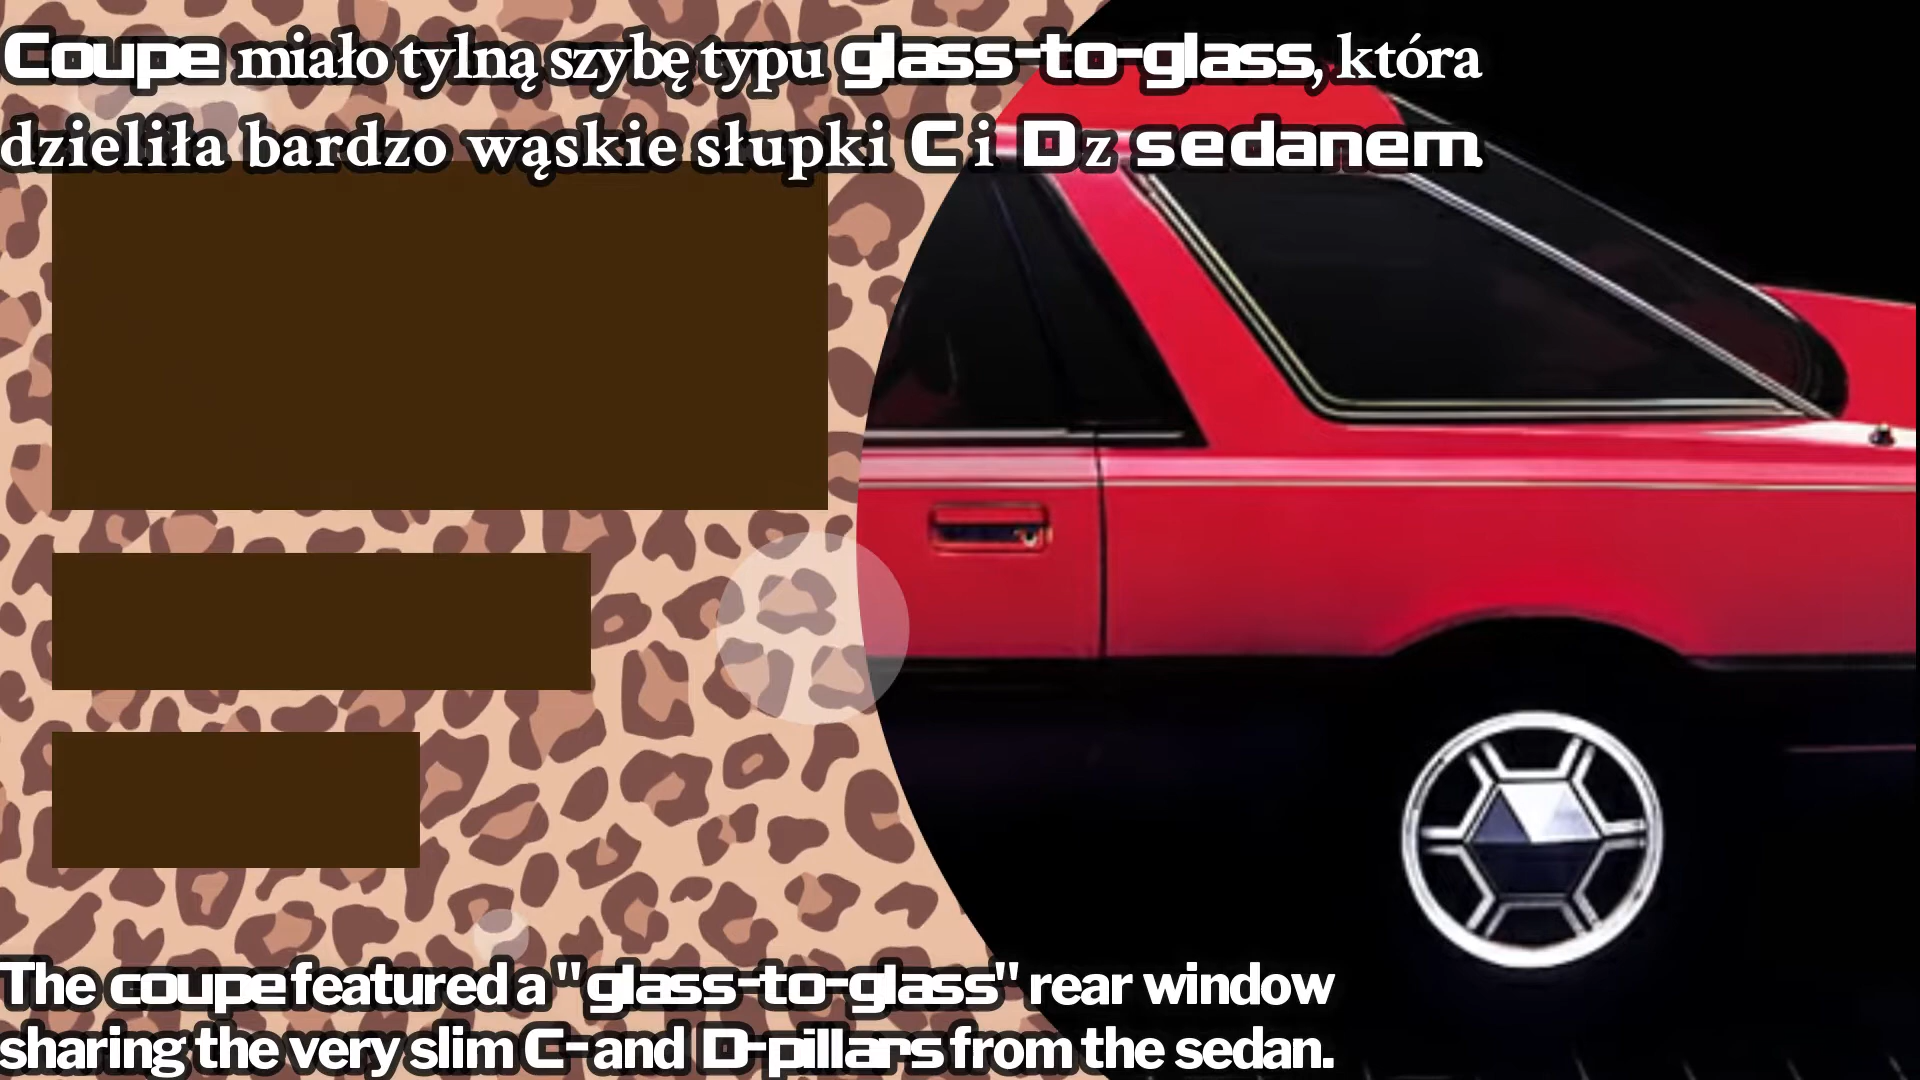 Coupe miało tylną szybę typu glass-to-glass, która
dzieliła bardzo wąskie słupki C i D z sedanem.
The coupe featured a "glass-to-glass" rear window
sharing the very slim C- and D-pillars from the sedan.